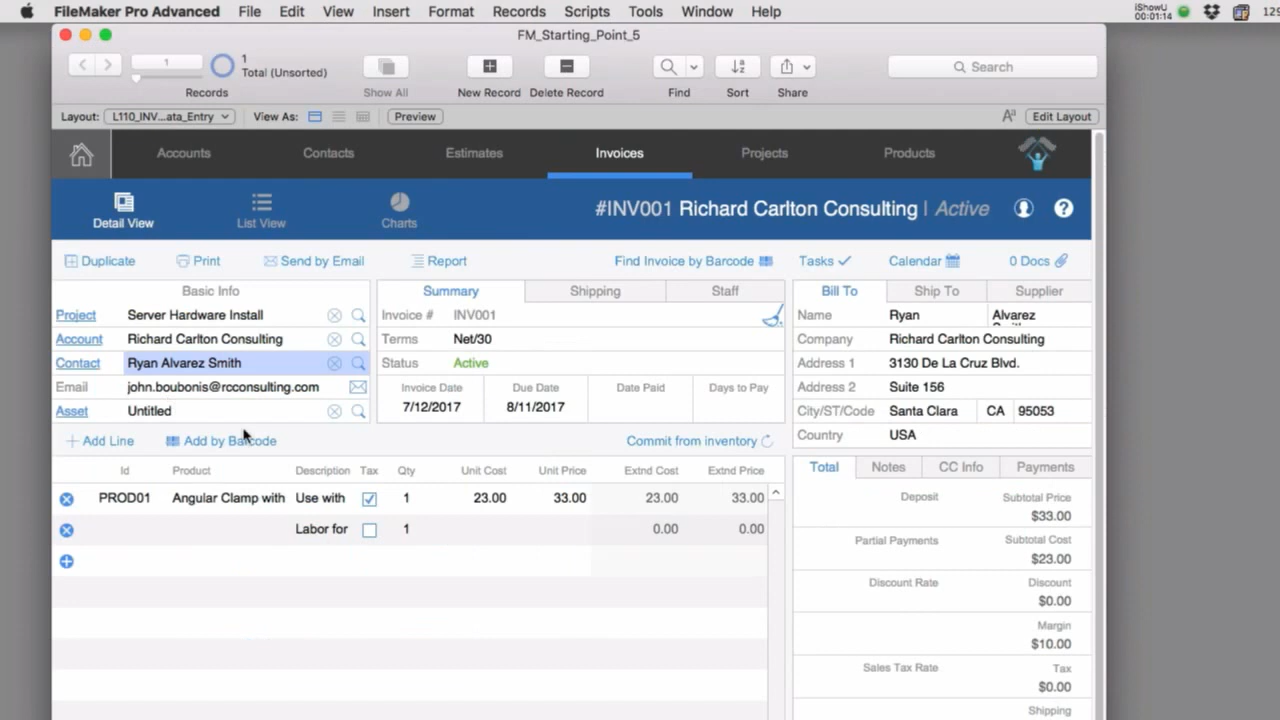 FileMaker Pro Advanced File Edit View Insert Format Records Scripts Tools Window Help iShowU 00:01:14
FM_Starting_Point_5
1 1 Total (Unsorted)
Records Show All New Record Delete Record Find Sort Share Search
Layout: L110_INV...ata_Entry View As: Preview Aa Edit Layout
Accounts Contacts Estimates Invoices Projects Products
Detail View List View Charts #INV001 Richard Carlton Consulting | Active ?
Duplicate Print Send by Email Report Find Invoice by Barcode Tasks Calendar 0 Docs
Basic Info Summary Shipping Staff Bill To Ship To Supplier
Project Server Hardware Install Invoice # INV001 Name Ryan Alvarez
Account Richard Carlton Consulting Terms Net/30 Company Richard Carlton Consulting
Contact Ryan Alvarez Smith Status Active Address 1 3130 De La Cruz Blvd.
Email john.boubonis@rcconsulting.com Invoice Date Due Date Date Paid Days to Pay Address 2 Suite 156
Asset Untitled 7/12/2017 8/11/2017 City/ST/Code Santa Clara CA 95053
Country USA
Add Line Add by Barcode Commit from inventory
Total Notes CC Info Payments
Id Product Description Tax Qty Unit Cost Unit Price Extnd Cost Extnd Price
PROD01 Angular Clamp with Use with 1 23.00 33.00 23.00 33.00
Labor for 1 0.00 0.00
Deposit Subtotal Price
$33.00
Partial Payments Subtotal Cost
$23.00
Discount Rate Discount
$0.00
Margin
$10.00
Sales Tax Rate Tax
$0.00
Shipping